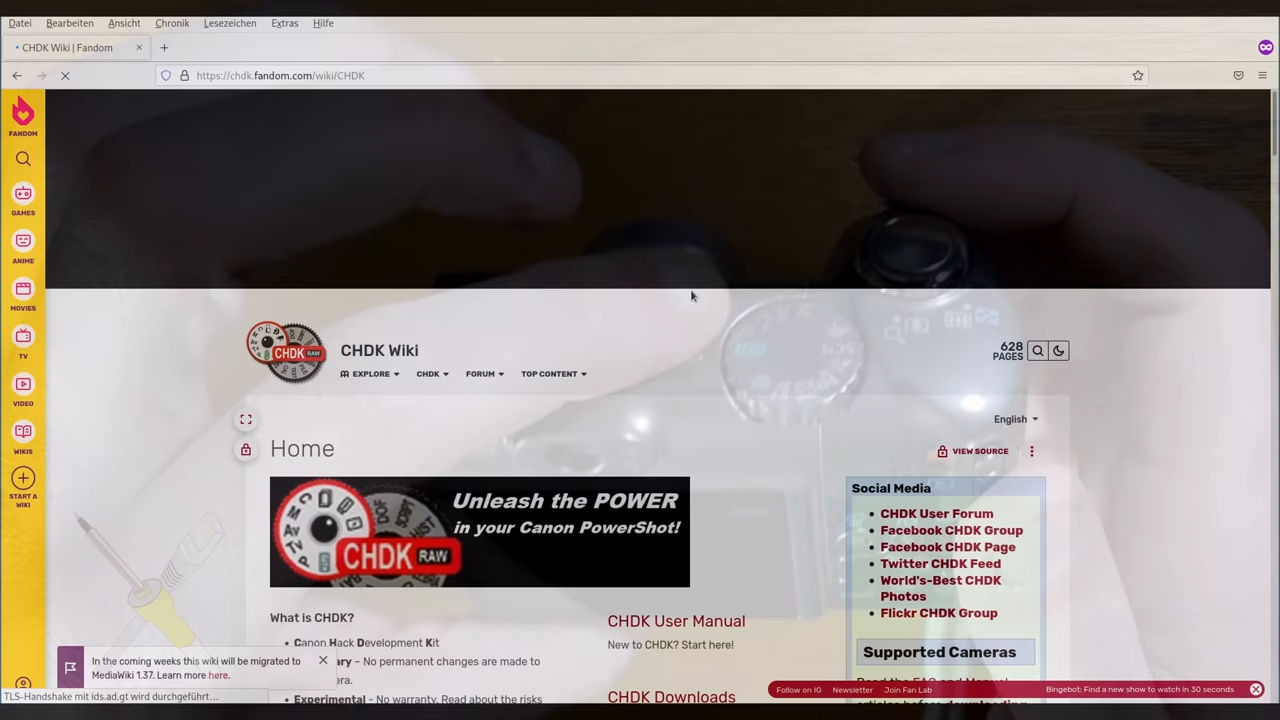 Datei Bearbeiten Ansicht Chronik Lesezeichen Extras Hilfe
CHDK Wiki | Fandom
https://chdk.fandom.com/wiki/CHDK
FANDOM
GAMES
ANIME
MOVIES
TV
VIDEO
WIKIS
START A
WIKI
CHDK RAW
CHDK Wiki
628
PAGES
EXPLORE CHDK FORUM TOP CONTENT
English
Home
VIEW SOURCE
Unleash the POWER
in your Canon PowerShot!
CHDK RAW
What is CHDK?
Canon Hack Development Kit
ary – No permanent changes are made to
era.
Experimental – No warranty. Read about the risks
CHDK User Manual
New to CHDK? Start here!
CHDK Downloads
Social Media
CHDK User Forum
Facebook CHDK Group
Facebook CHDK Page
Twitter CHDK Feed
World's-Best CHDK
Photos
Flickr CHDK Group
Supported Cameras
In the coming weeks this wiki will be migrated to
MediaWiki 1.37. Learn more here.
TLS-Handshake mit ids.ad.gt wird durchgeführt…
Follow on IG Newsletter Join Fan Lab Bingebot: Find a new show to watch in 30 seconds